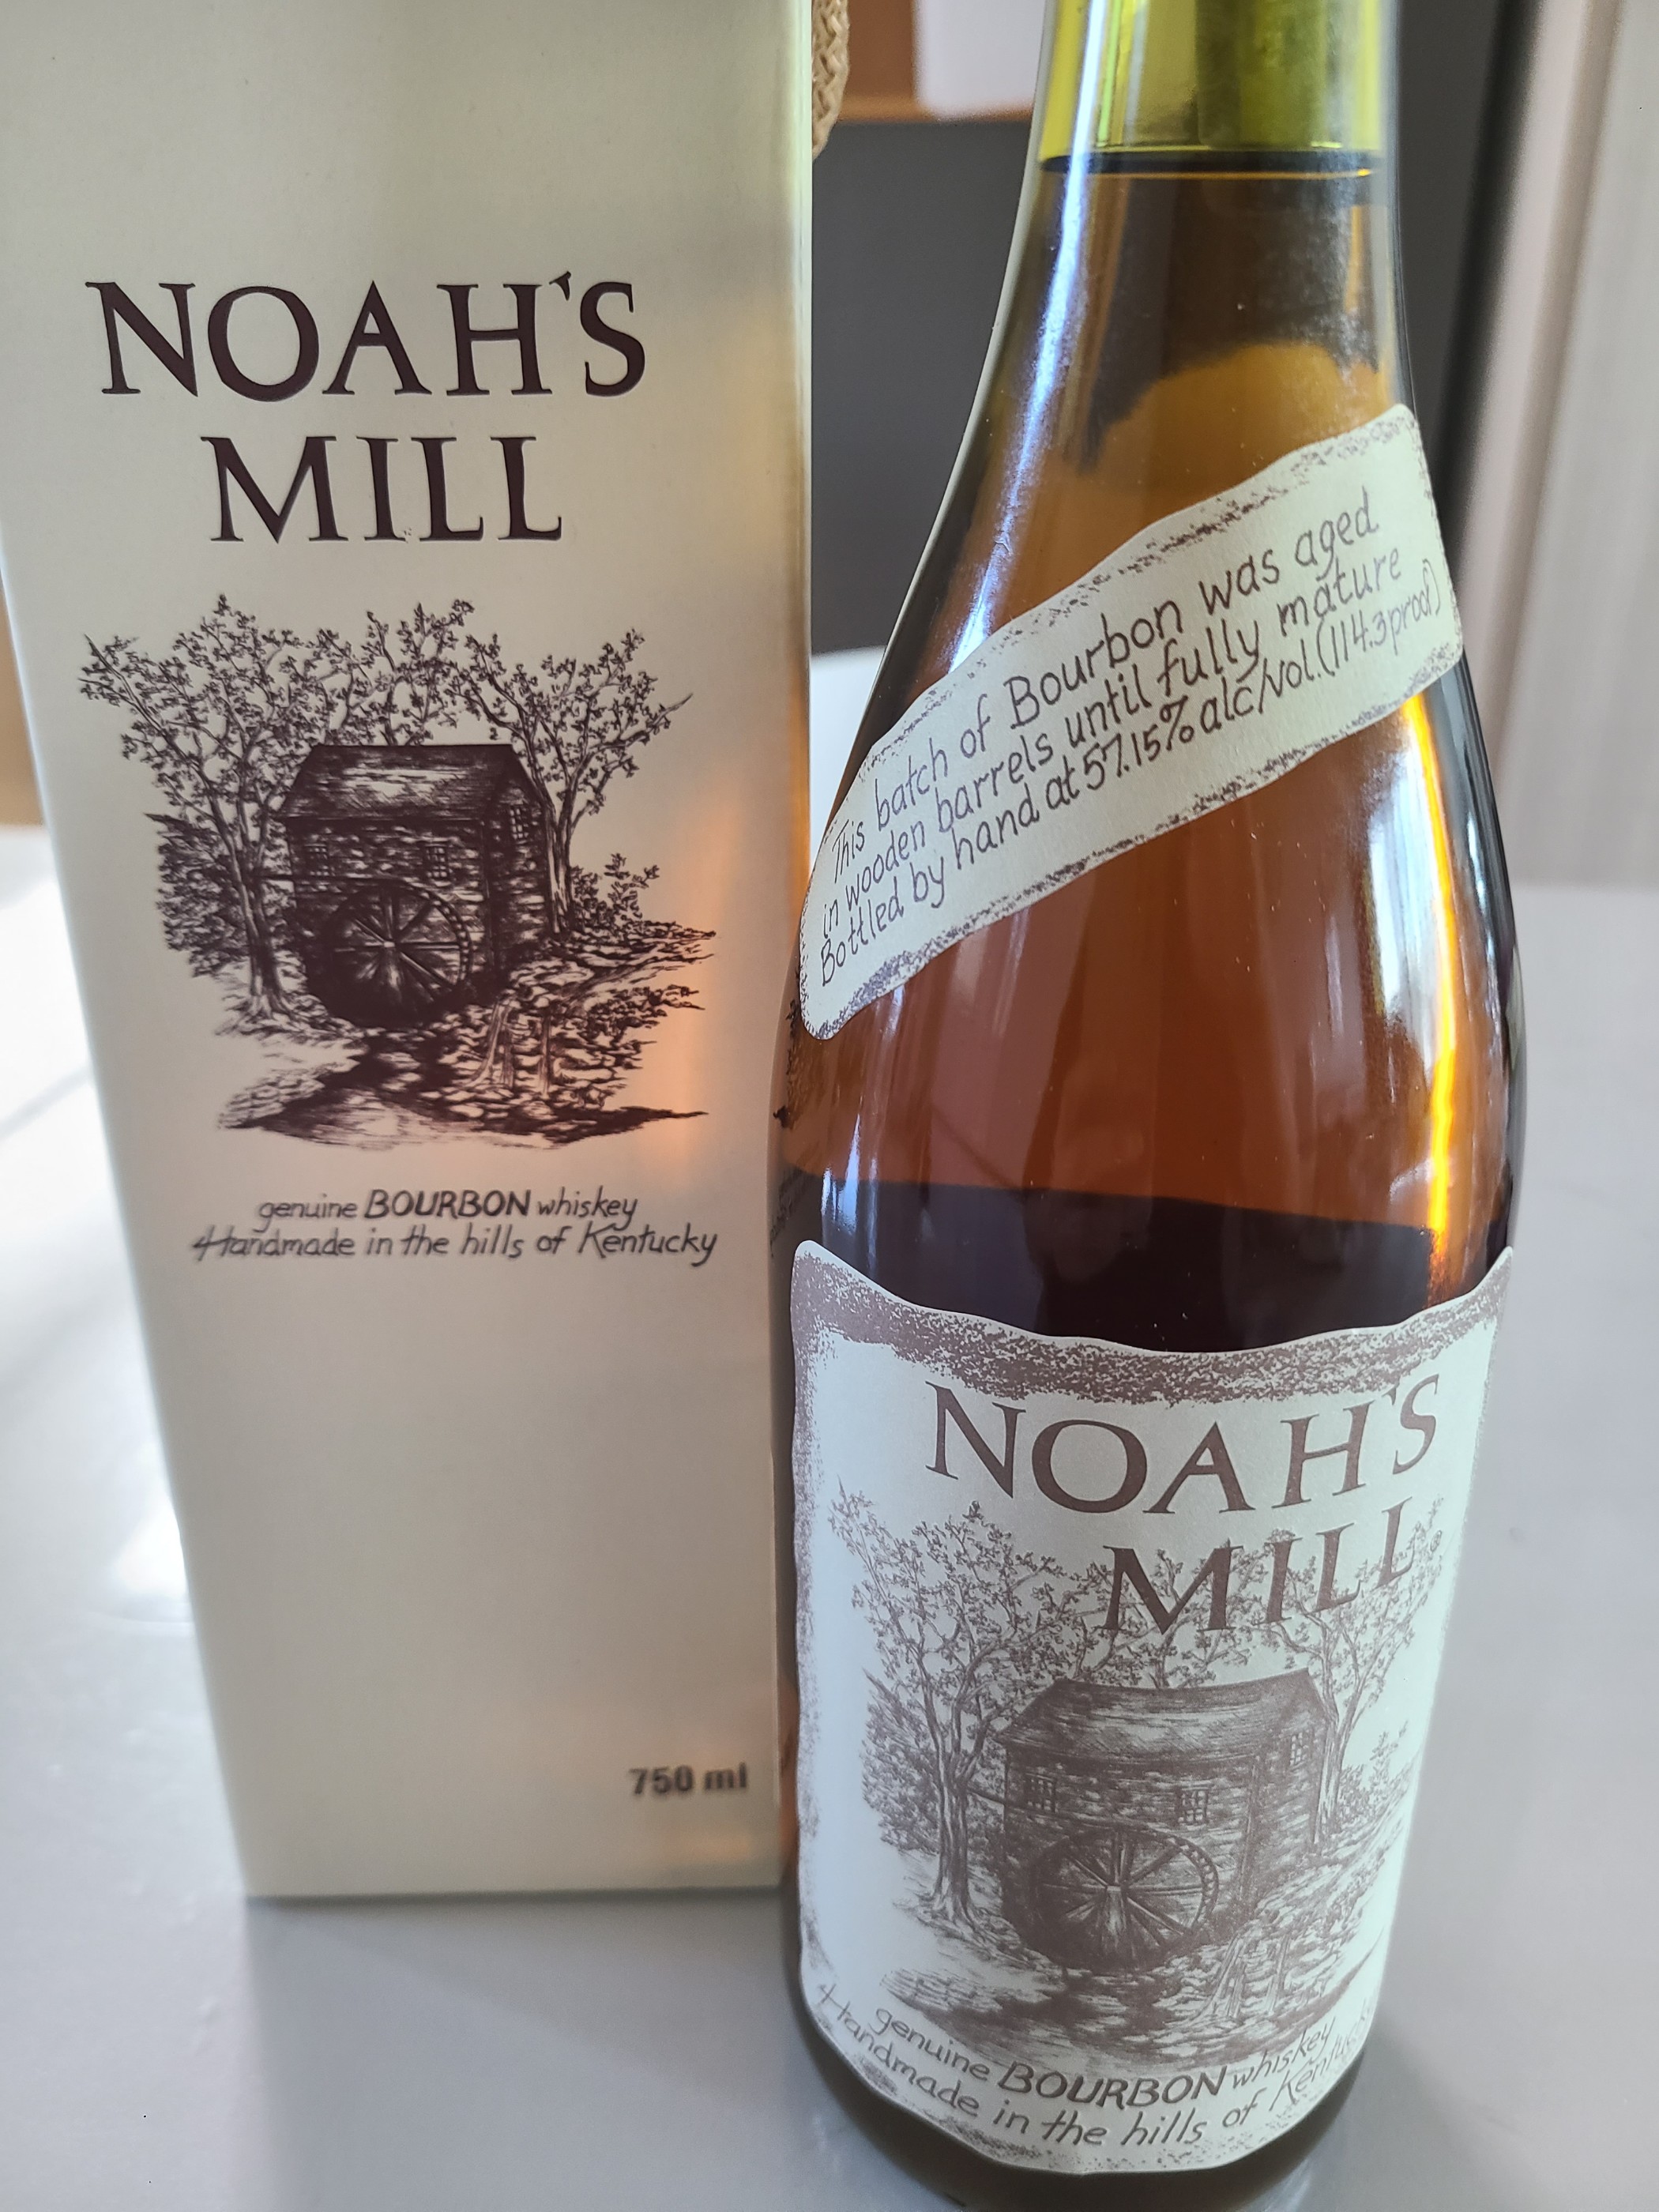 NOAH'S
MILL
genuine BOURBON whiskey
Handmade in the hills of Kentucky
750 ml
This batch of Bourbon was aged
in wooden barrels until fully mature
Bottled by hand at 57.15% alc/vol. (114.3 proof)
NOAH'S
MILL®
genuine BOURBON whiskey
Handmade in the hills of Kentucky